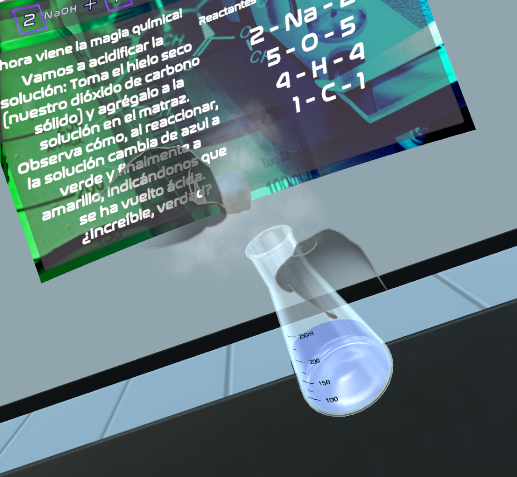 2 NaOH +
hora viene la magia química!
Vamos a acidificar la
solución: Toma el hielo seco
(nuestro dióxido de carbono
sólido) y agrégalo a la
solución en el matraz.
Observa cómo, al reaccionar,
la solución cambia de azul a
verde y finalmente a
amarillo, indicándonos que
se ha vuelto ácida.
¿Increíble, verdad?
Reactantes
2 - Na - 2
5 - O - 5
4 - H - 4
1 - C - 1
CH
100ml
250ml
200
150
100